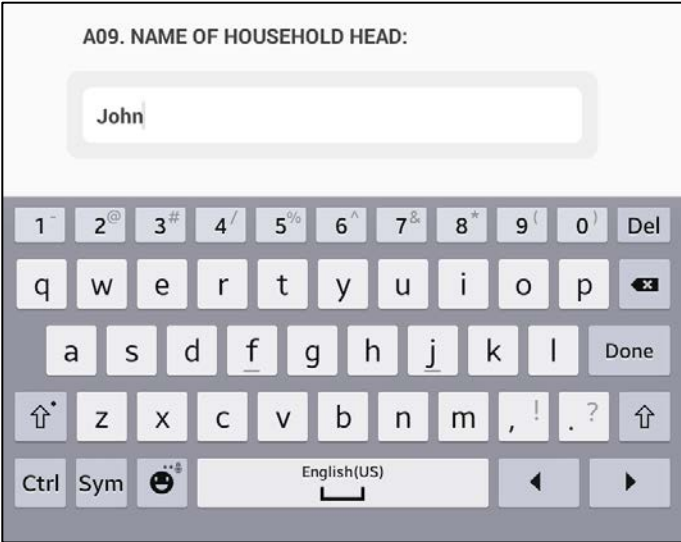 A09. NAME OF HOUSEHOLD HEAD:
John
1 - 2 @ 3 # 4 / 5 % 6 ^ 7 & 8 * 9 ( 0 ) Del
q w e r t y u i o p
a s d f g h j k l Done
z x c v b n m , ! . ?
Ctrl Sym English(US)